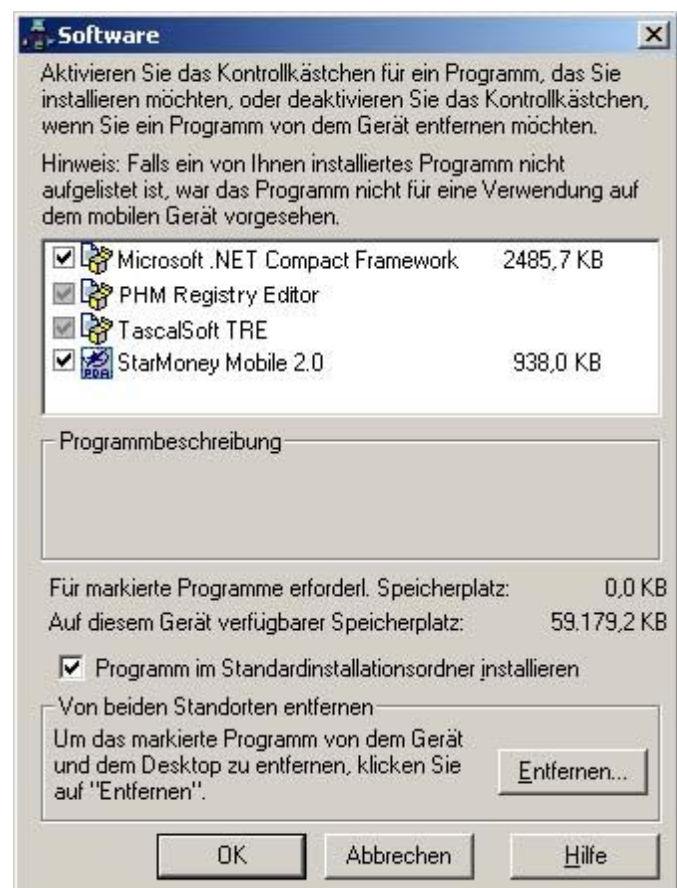 Software
Aktivieren Sie das Kontrollkästchen für ein Programm, das Sie
installieren möchten, oder deaktivieren Sie das Kontrollkästchen,
wenn Sie ein Programm von dem Gerät entfernen möchten.
Hinweis: Falls ein von Ihnen installiertes Programm nicht
aufgelistet ist, war das Programm nicht für eine Verwendung auf
dem mobilen Gerät vorgesehen.
Microsoft .NET Compact Framework 2485,7 KB
PHM Registry Editor
TascalSoft TRE
PDA StarMoney Mobile 2.0 938,0 KB
Programmbeschreibung
Für markierte Programme erforderl. Speicherplatz: 0,0 KB
Auf diesem Gerät verfügbarer Speicherplatz: 59.179,2 KB
Programm im Standardinstallationsordner installieren
Von beiden Standorten entfernen
Um das markierte Programm von dem Gerät
und dem Desktop zu entfernen, klicken Sie
auf "Entfernen".
Entfernen...
OK Abbrechen Hilfe